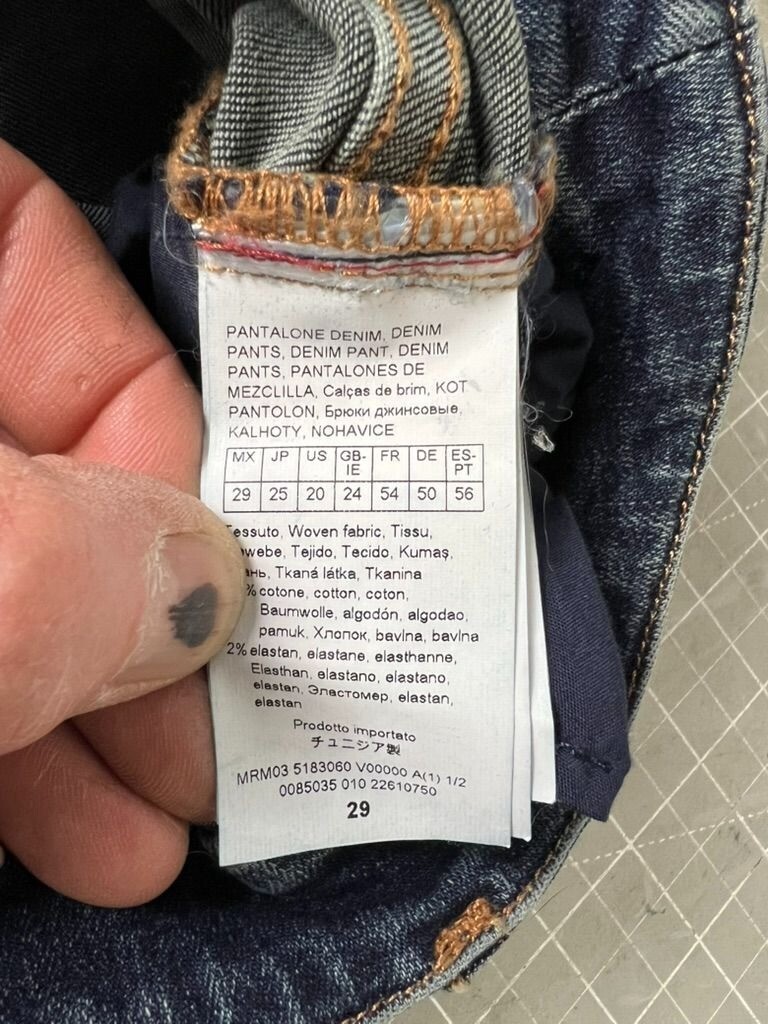 PANTALONE DENIM, DENIM
PANTS, DENIM PANT, DENIM
PANTS, PANTALONES DE
MEZCLILLA, Calças de brim, KOT
PANTOLON, Брюки джинсовые,
KALHOTY, NOHAVICE
MX JP US GB-IE FR DE ES-PT
29 25 20 24 54 50 56
Tessuto, Woven fabric, Tissu,
Tejido, Tecido, Kumaş,
Tkaná látka, Tkanina
% cotone, cotton, coton,
Baumwolle, algodón, algodao,
pamuk, Хлопок, bavlna, bavlna
2% elastan, elastane, elasthanne,
Elasthan, elastano, elastano,
elastan, Эластомер, elastan,
elastan
Prodotto importato
チュニジア製
MRM03 5183060 V00000 A(1) 1/2
0085035 010 22610750
29